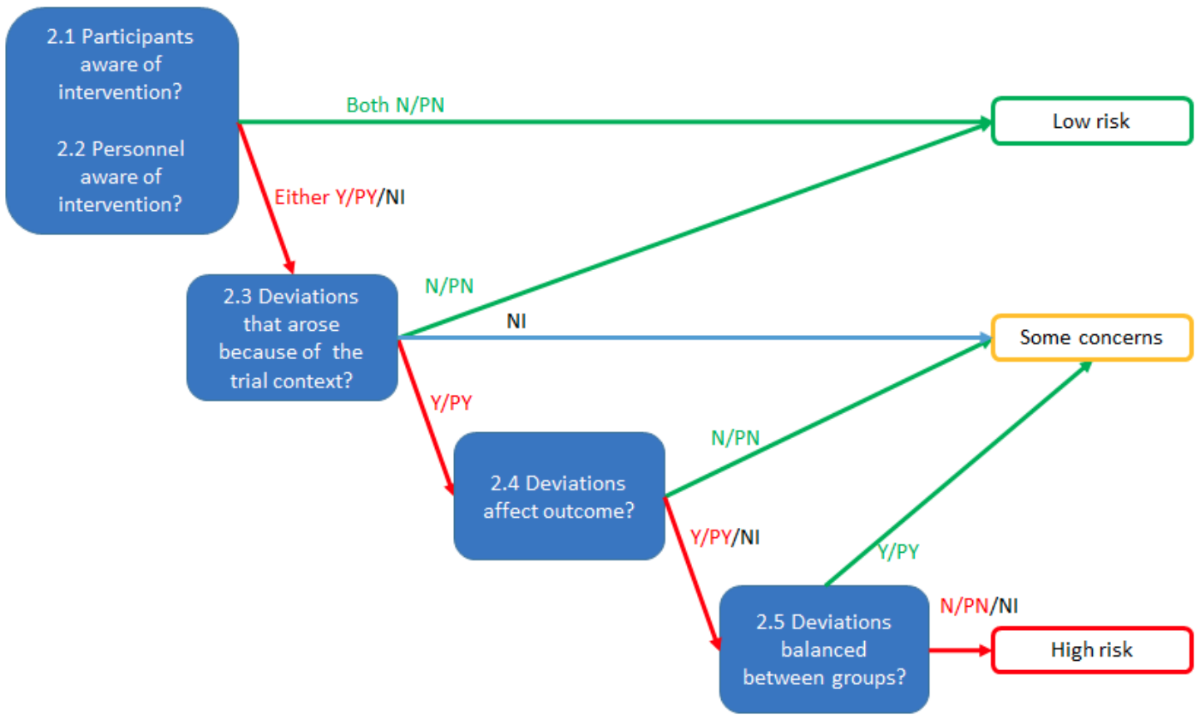 2.1 Participants
aware of
intervention?
2.2 Personnel
aware of
intervention?
Both N/PN
Low risk
Either Y/PY/NI
2.3 Deviations
that arose
because of the
trial context?
N/PN
NI
Some concerns
Y/PY
2.4 Deviations
affect outcome?
N/PN
Y/PY/NI
Y/PY
2.5 Deviations
balanced
between groups?
N/PN/NI
High risk